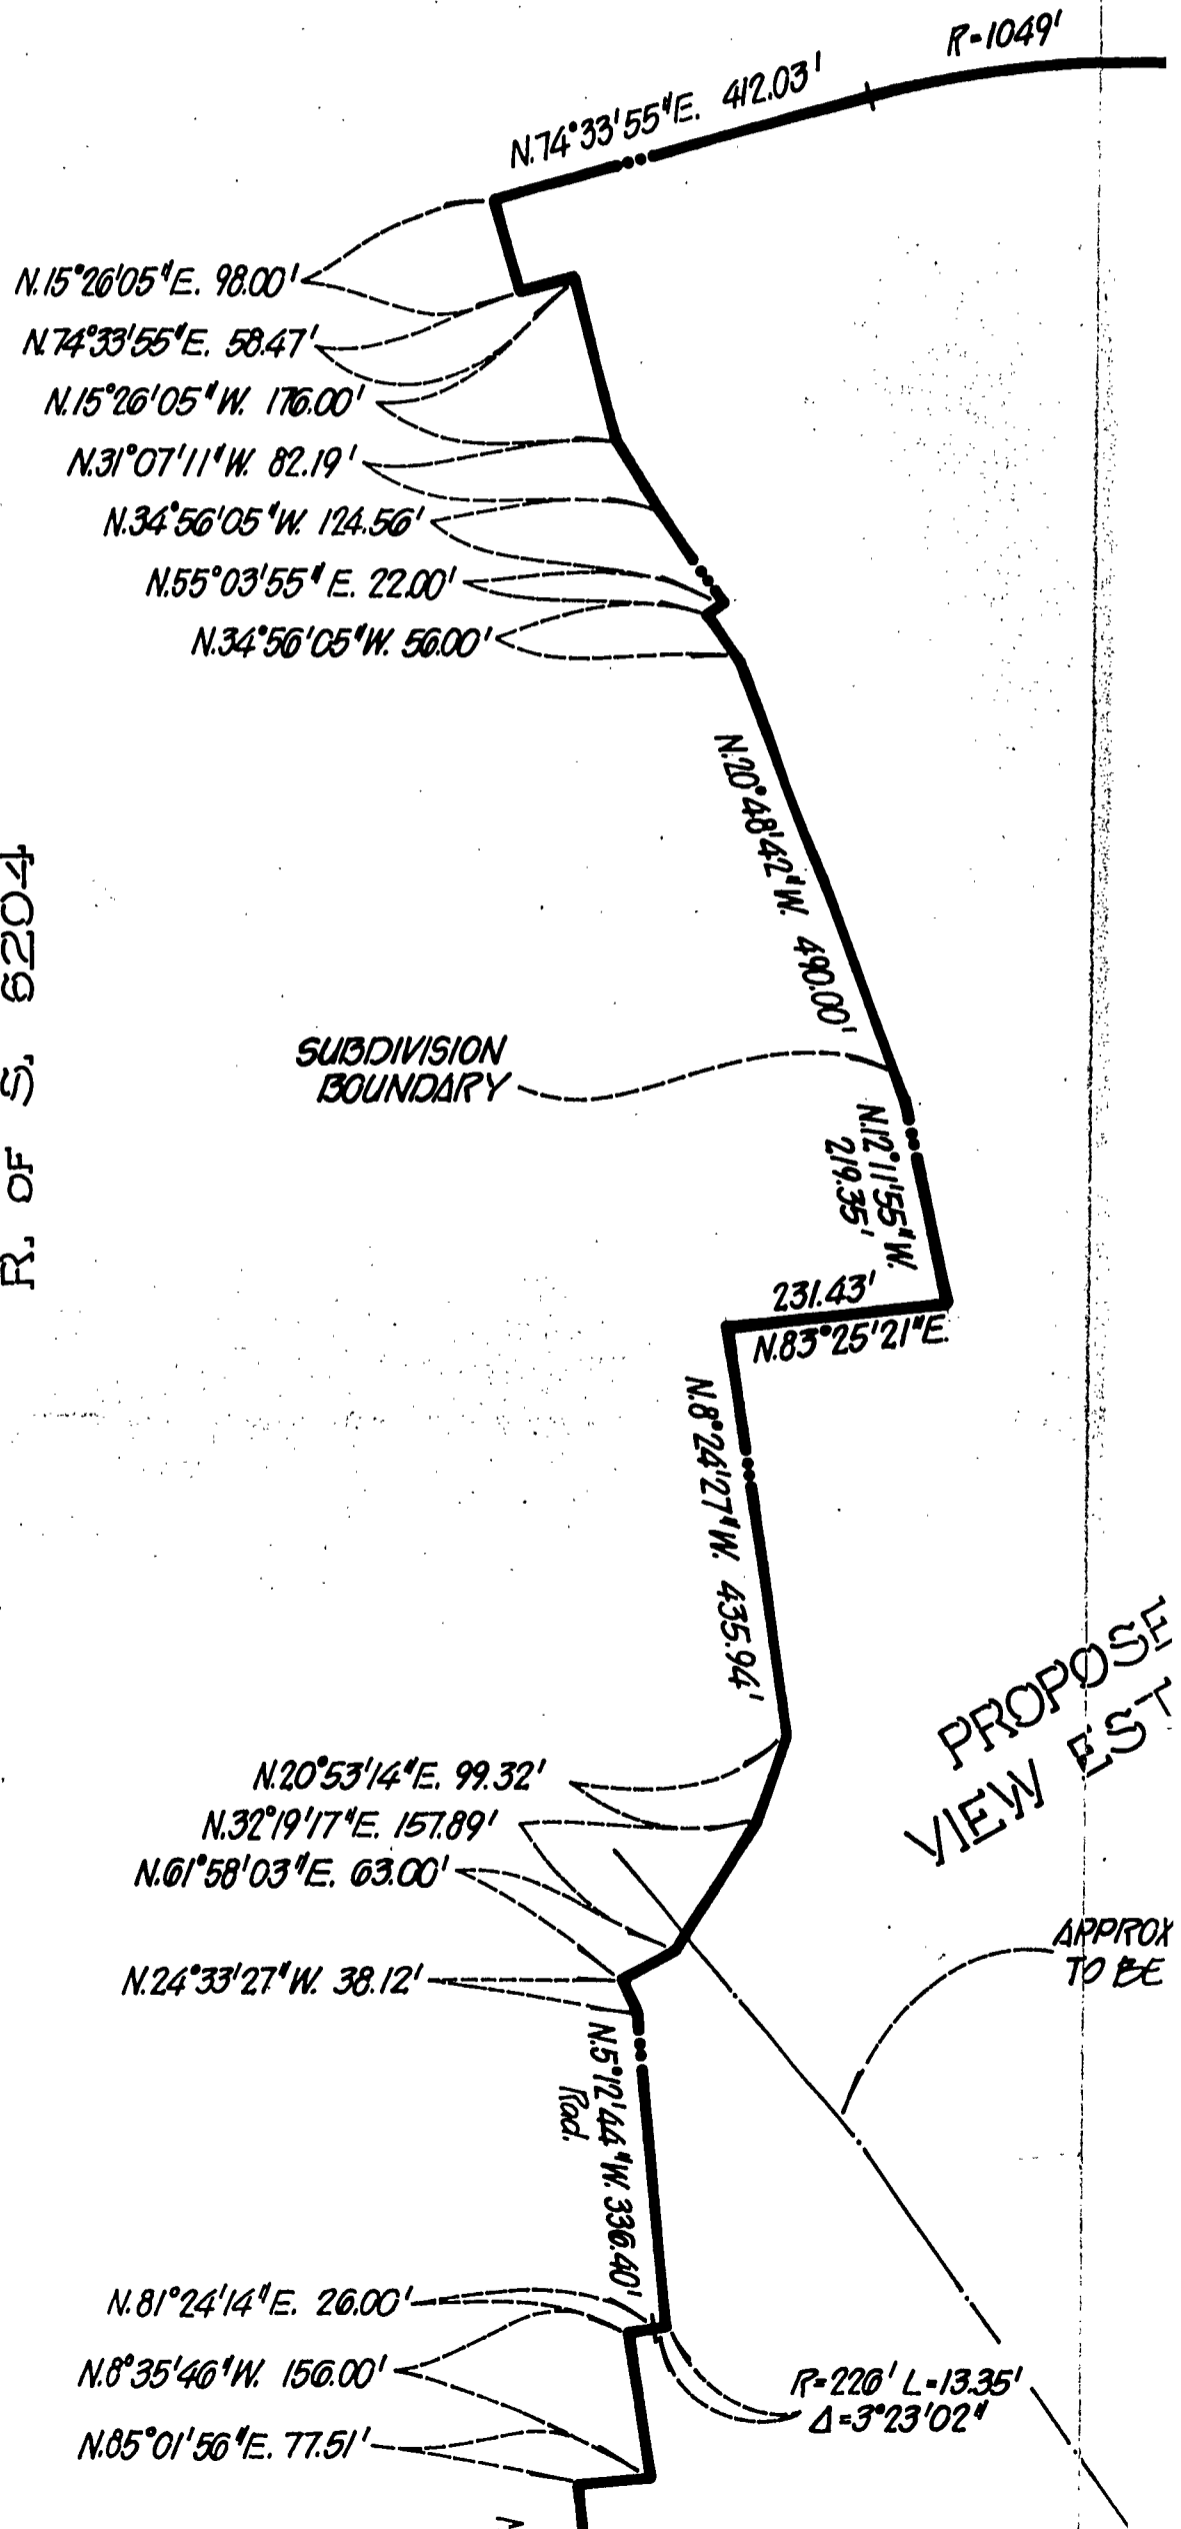 R=1049'
N.74°33'55"E. 412.03'
N.15°26'05"E. 98.00'
N.74°33'55"E. 58.47'
N.15°26'05"W. 176.00'
N.31°07'11"W. 82.19'
N.34°56'05"W. 124.56'
N.55°03'55"E. 22.00'
N.34°56'05"W. 56.00'
N.20°48'42"W. 490.00'
R. OF S. 6204
SUBDIVISION
BOUNDARY
N.12°11'55"W.
219.35'
231.43'
N.83°25'21"E.
N.8°24'27"W. 435.94'
PROPOSE
VIEW EST
N.20°53'14"E. 99.32'
N.32°19'17"E. 157.89'
N.61°58'03"E. 63.00'
N.24°33'27"W. 38.12'
APPROX
TO BE
N.5°12'44"W. 336.40'
Rad.
N.81°24'14"E. 26.00'
N.8°35'46"W. 156.00'
N.85°01'56"E. 77.51'
R=226' L=13.35'
Δ=3°23'02"